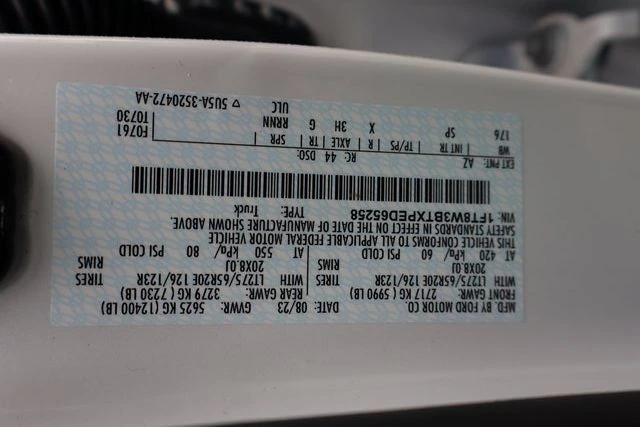 MFD. BY FORD MOTOR CO. DATE: 08/23 GVWR: 5625 KG (12400 LB)
FRONT GAWR: 2717 KG (5990 LB) REAR GAWR: 3279 KG (7230 LB)
WITH LT275/65R20E 126/123R TIRES WITH LT275/65R20E 126/123R TIRES
20X8.0J RIMS 20X8.0J RIMS
AT 420 kPa/ 60 PSI COLD AT 550 kPa/ 80 PSI COLD
THIS VEHICLE CONFORMS TO ALL APPLICABLE FEDERAL MOTOR VEHICLE
SAFETY STANDARDS IN EFFECT ON THE DATE OF MANUFACTURE SHOWN ABOVE.
VIN: 1FT8W3BTXPED65258 TYPE: Truck
EXT PNT: AZ RC: 44 DSO: F0761
WB INT TR TP/PS R AXLE TR SPR T0730
176 SP X 3H G RRNN
ULC ▽ 5U5A-3520472-AA